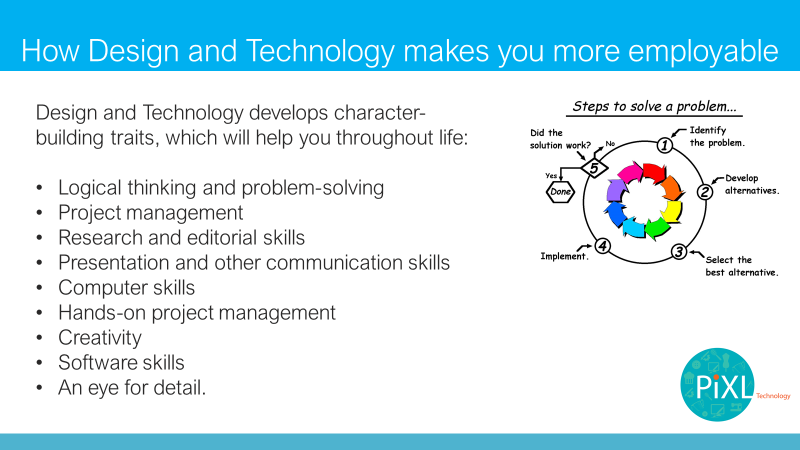 How Design and Technology makes you more employable
Design and Technology develops character-
building traits, which will help you throughout life:
• Logical thinking and problem-solving
• Project management
• Research and editorial skills
• Presentation and other communication skills
• Computer skills
• Hands-on project management
• Creativity
• Software skills
• An eye for detail.
Steps to solve a problem...
Did the
solution work?
No
Yes
Done
5
1
Identify
the problem.
2
Develop
alternatives.
3
Select the
best alternative.
4
Implement.
PiXL
Technology